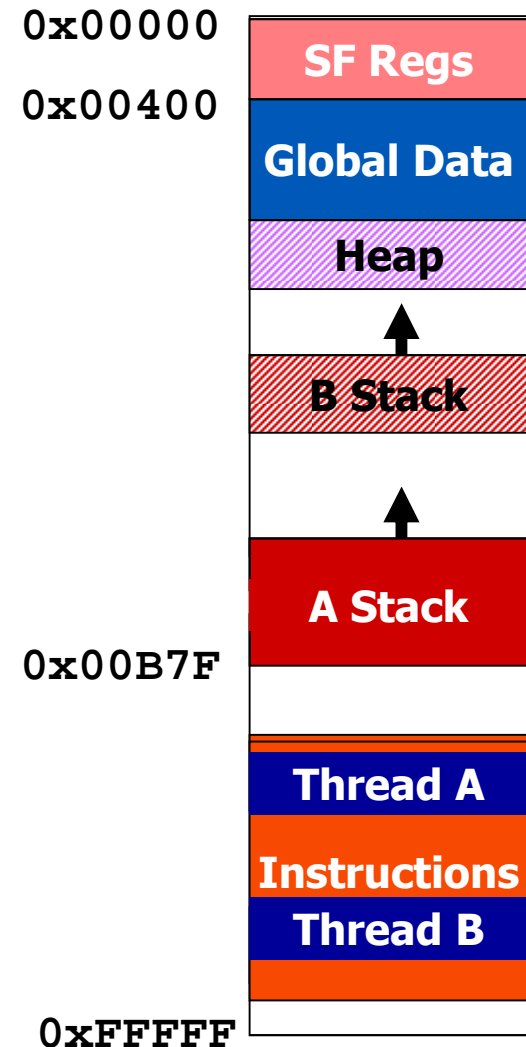 0x00000
SF Regs
0x00400
Global Data
Heap
B Stack
A Stack
0x00B7F
Thread A
Instructions
Thread B
0xFFFFF